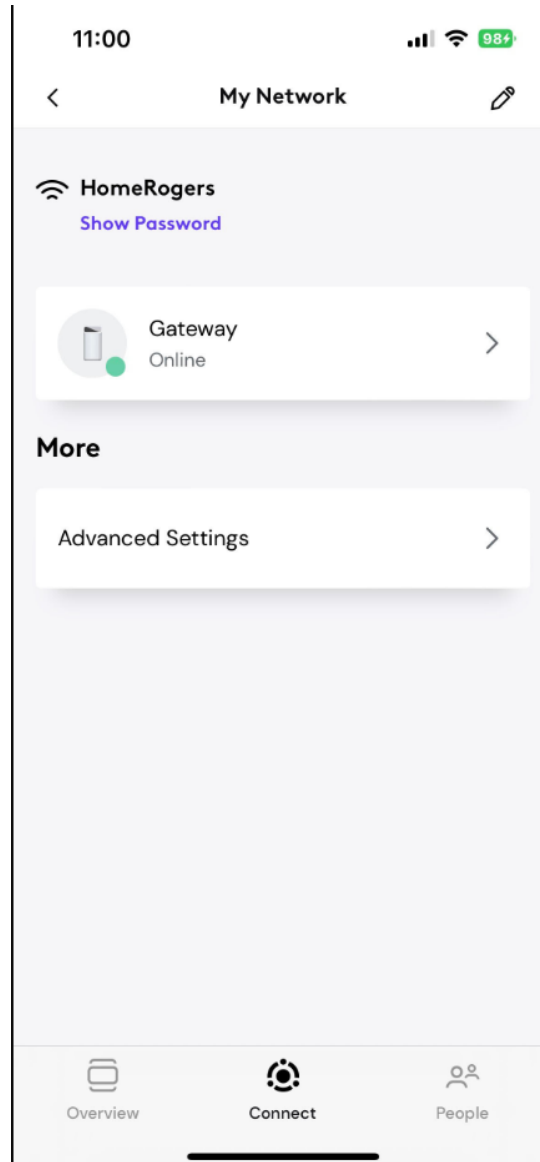 11:00
98
My Network
HomeRogers
Show Password
Gateway
Online
More
Advanced Settings
Overview
Connect
People